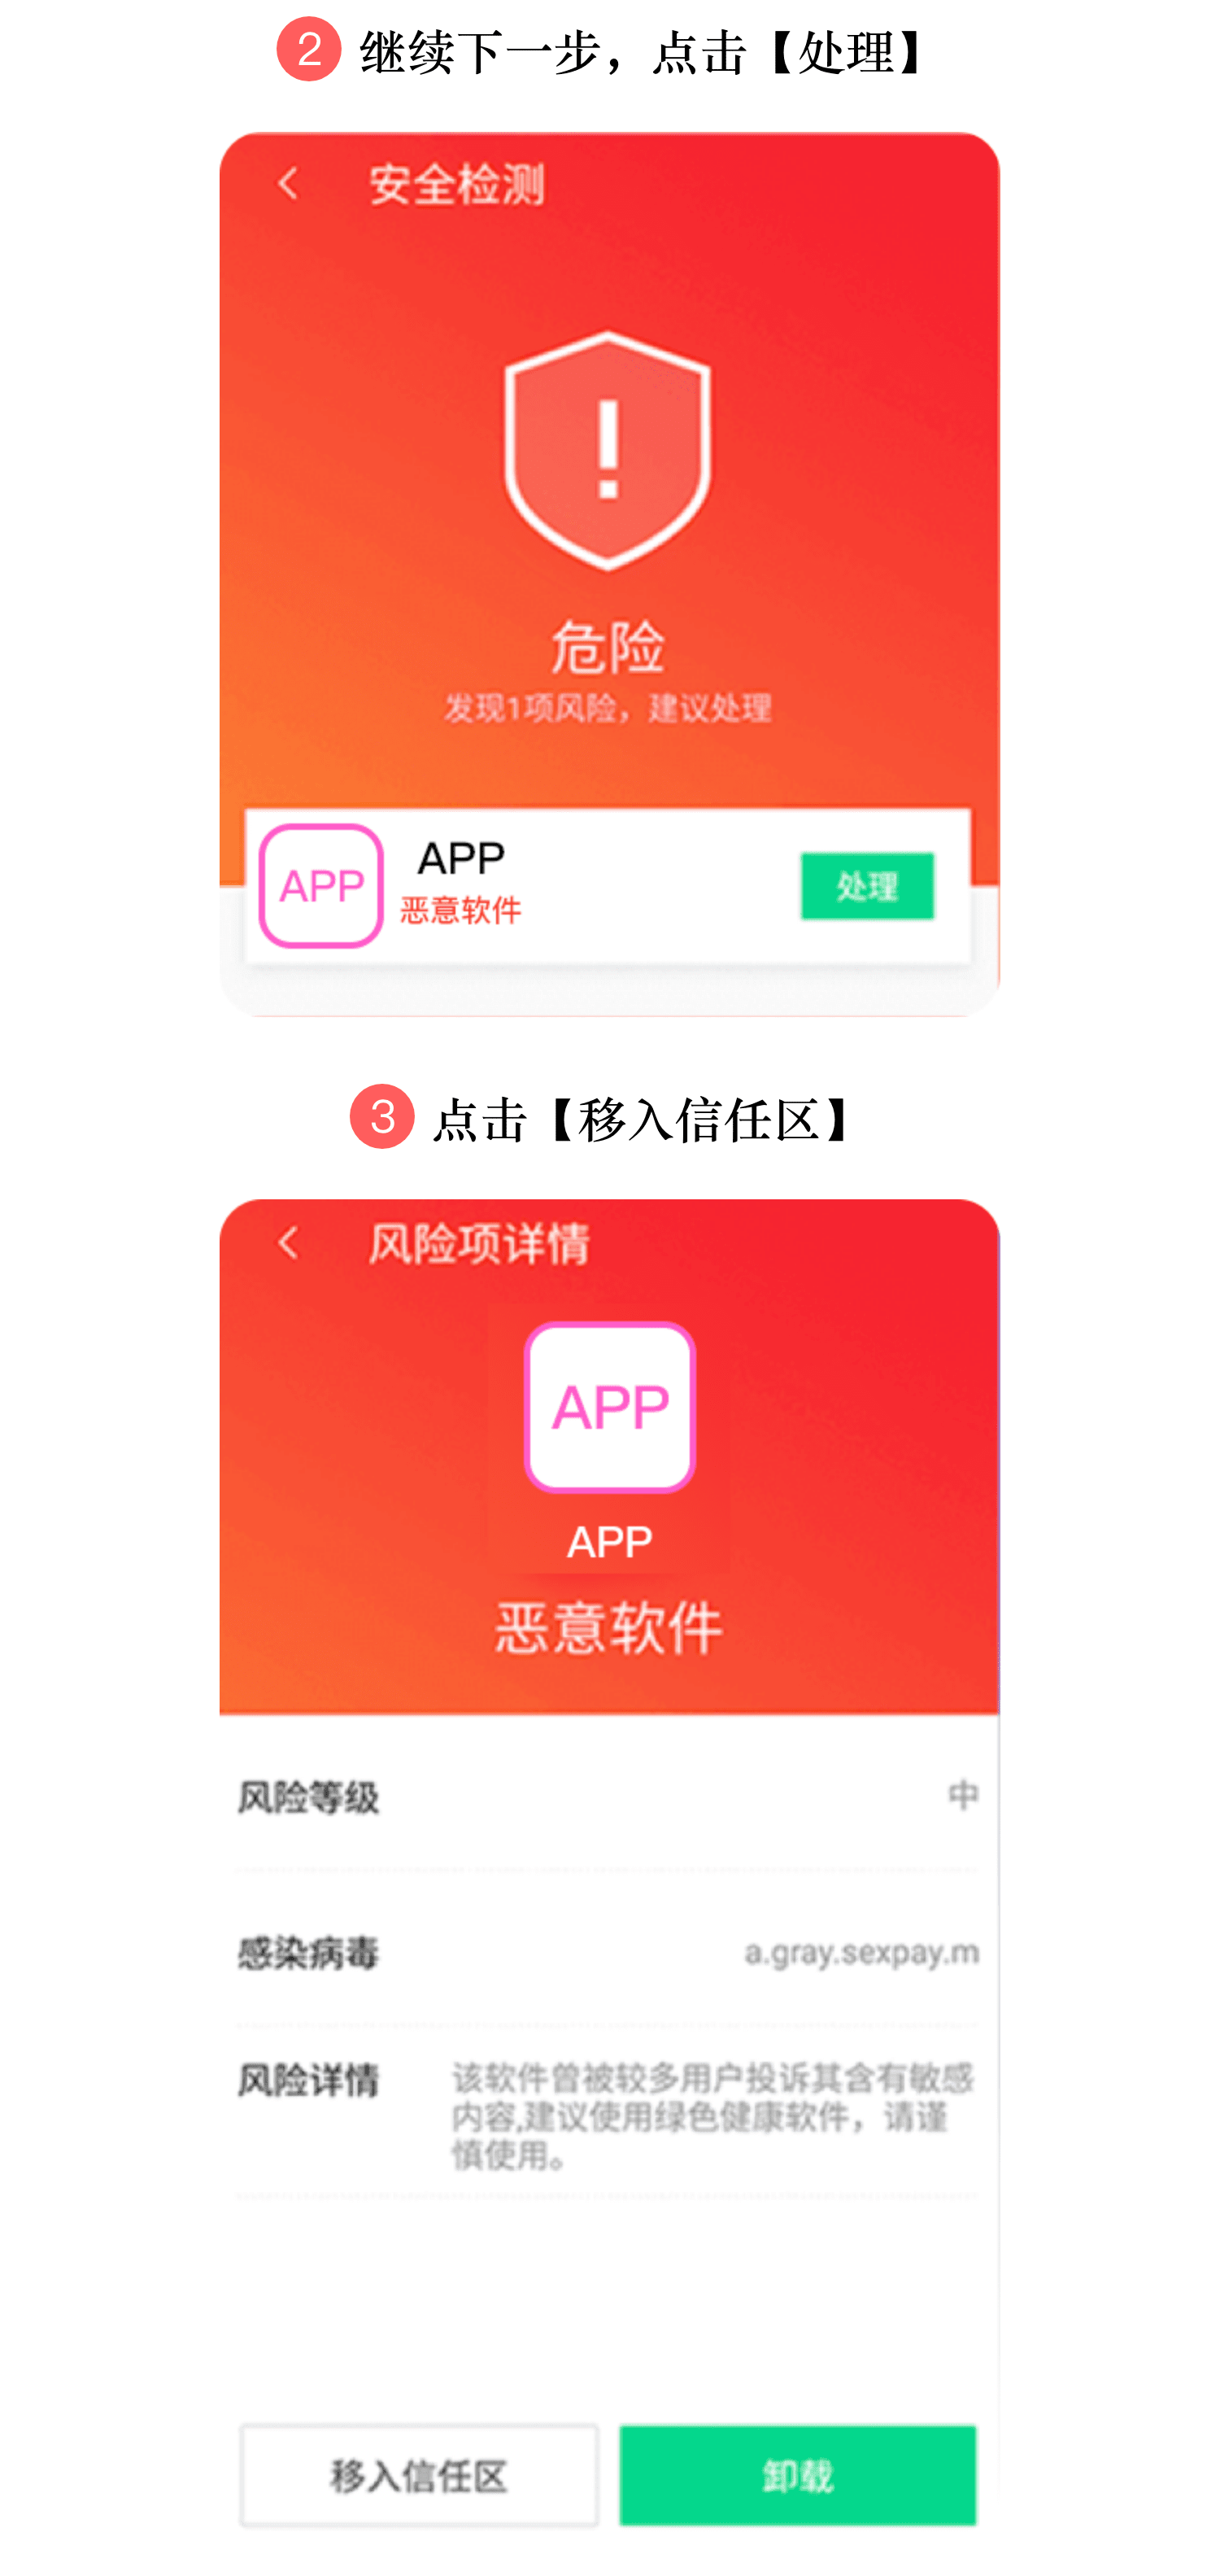 2 继续下一步，点击【处理】
安全检测
危险
发现1项风险，建议处理
APP
APP
恶意软件
处理
3 点击【移入信任区】
风险项详情
APP
APP
恶意软件
风险等级 中
感染病毒 a.gray.sexpay.m
风险详情 该软件曾被较多用户投诉其含有敏感
内容,建议使用绿色健康软件，请谨
慎使用。
移入信任区 卸载